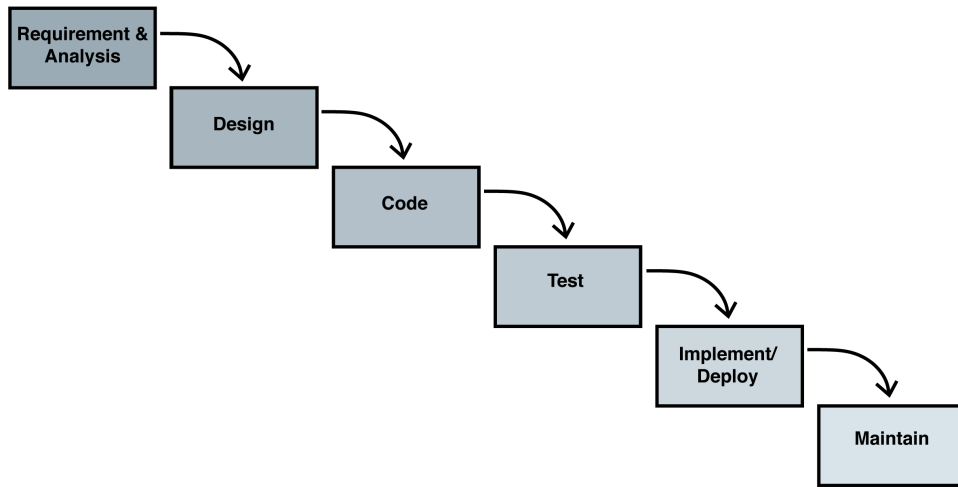 Requirement &
Analysis
Design
Code
Test
Implement/
Deploy
Maintain